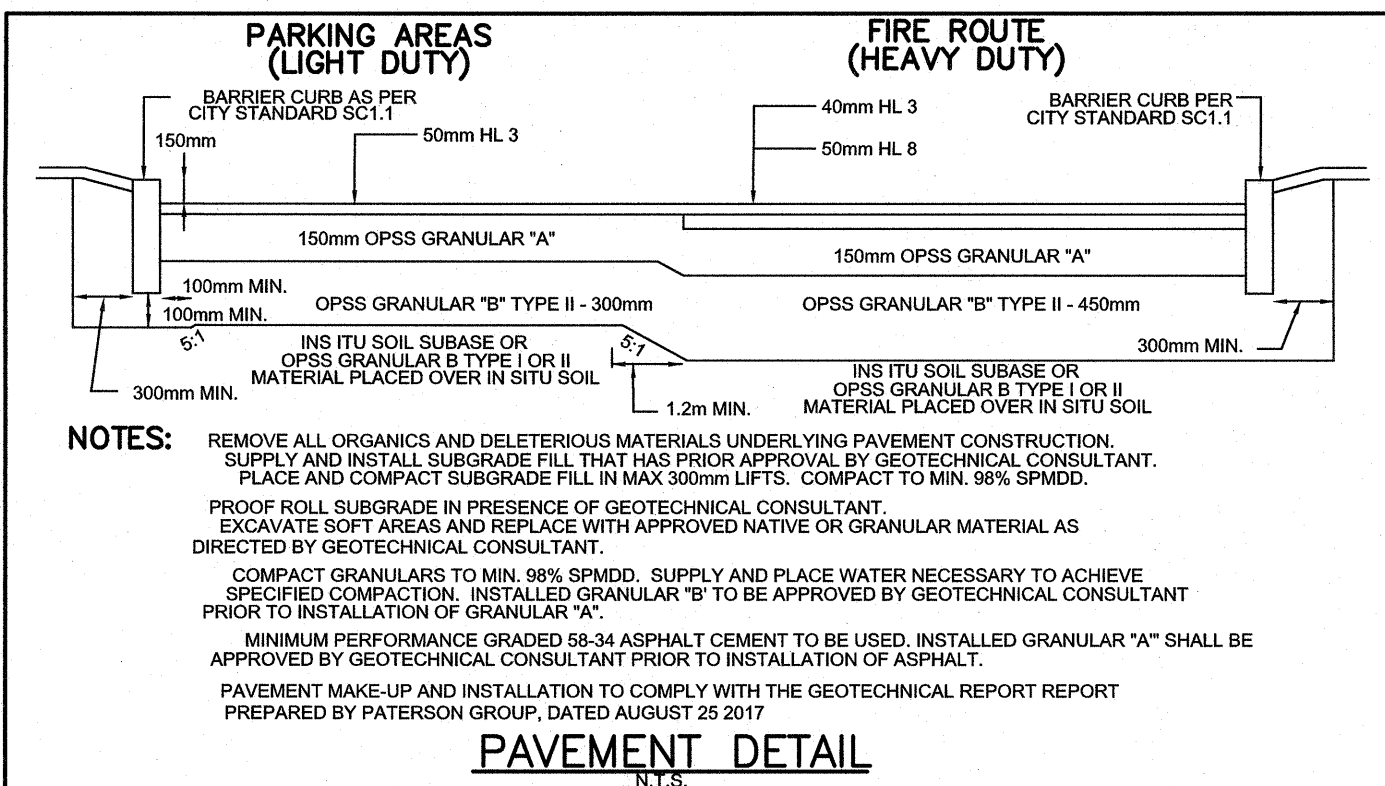 PARKING AREAS
(LIGHT DUTY)
FIRE ROUTE
(HEAVY DUTY)
BARRIER CURB AS PER
CITY STANDARD SC1.1
150mm
50mm HL 3
40mm HL 3
50mm HL 8
BARRIER CURB PER
CITY STANDARD SC1.1
150mm OPSS GRANULAR "A"
150mm OPSS GRANULAR "A"
100mm MIN.
100mm MIN.
OPSS GRANULAR "B" TYPE II - 300mm
OPSS GRANULAR "B" TYPE II - 450mm
5:1
INS ITU SOIL SUBASE OR
OPSS GRANULAR B TYPE I OR II
MATERIAL PLACED OVER IN SITU SOIL
5:1
300mm MIN.
300mm MIN.
1.2m MIN.
INS ITU SOIL SUBASE OR
OPSS GRANULAR B TYPE I OR II
MATERIAL PLACED OVER IN SITU SOIL
NOTES:
REMOVE ALL ORGANICS AND DELETERIOUS MATERIALS UNDERLYING PAVEMENT CONSTRUCTION.
SUPPLY AND INSTALL SUBGRADE FILL THAT HAS PRIOR APPROVAL BY GEOTECHNICAL CONSULTANT.
PLACE AND COMPACT SUBGRADE FILL IN MAX 300mm LIFTS. COMPACT TO MIN. 98% SPMDD.
PROOF ROLL SUBGRADE IN PRESENCE OF GEOTECHNICAL CONSULTANT.
EXCAVATE SOFT AREAS AND REPLACE WITH APPROVED NATIVE OR GRANULAR MATERIAL AS
DIRECTED BY GEOTECHNICAL CONSULTANT.
COMPACT GRANULARS TO MIN. 98% SPMDD. SUPPLY AND PLACE WATER NECESSARY TO ACHIEVE
SPECIFIED COMPACTION. INSTALLED GRANULAR "B' TO BE APPROVED BY GEOTECHNICAL CONSULTANT
PRIOR TO INSTALLATION OF GRANULAR "A".
MINIMUM PERFORMANCE GRADED 58-34 ASPHALT CEMENT TO BE USED. INSTALLED GRANULAR "A'" SHALL BE
APPROVED BY GEOTECHNICAL CONSULTANT PRIOR TO INSTALLATION OF ASPHALT.
PAVEMENT MAKE-UP AND INSTALLATION TO COMPLY WITH THE GEOTECHNICAL REPORT REPORT
PREPARED BY PATERSON GROUP, DATED AUGUST 25 2017
PAVEMENT DETAIL
N.T.S.